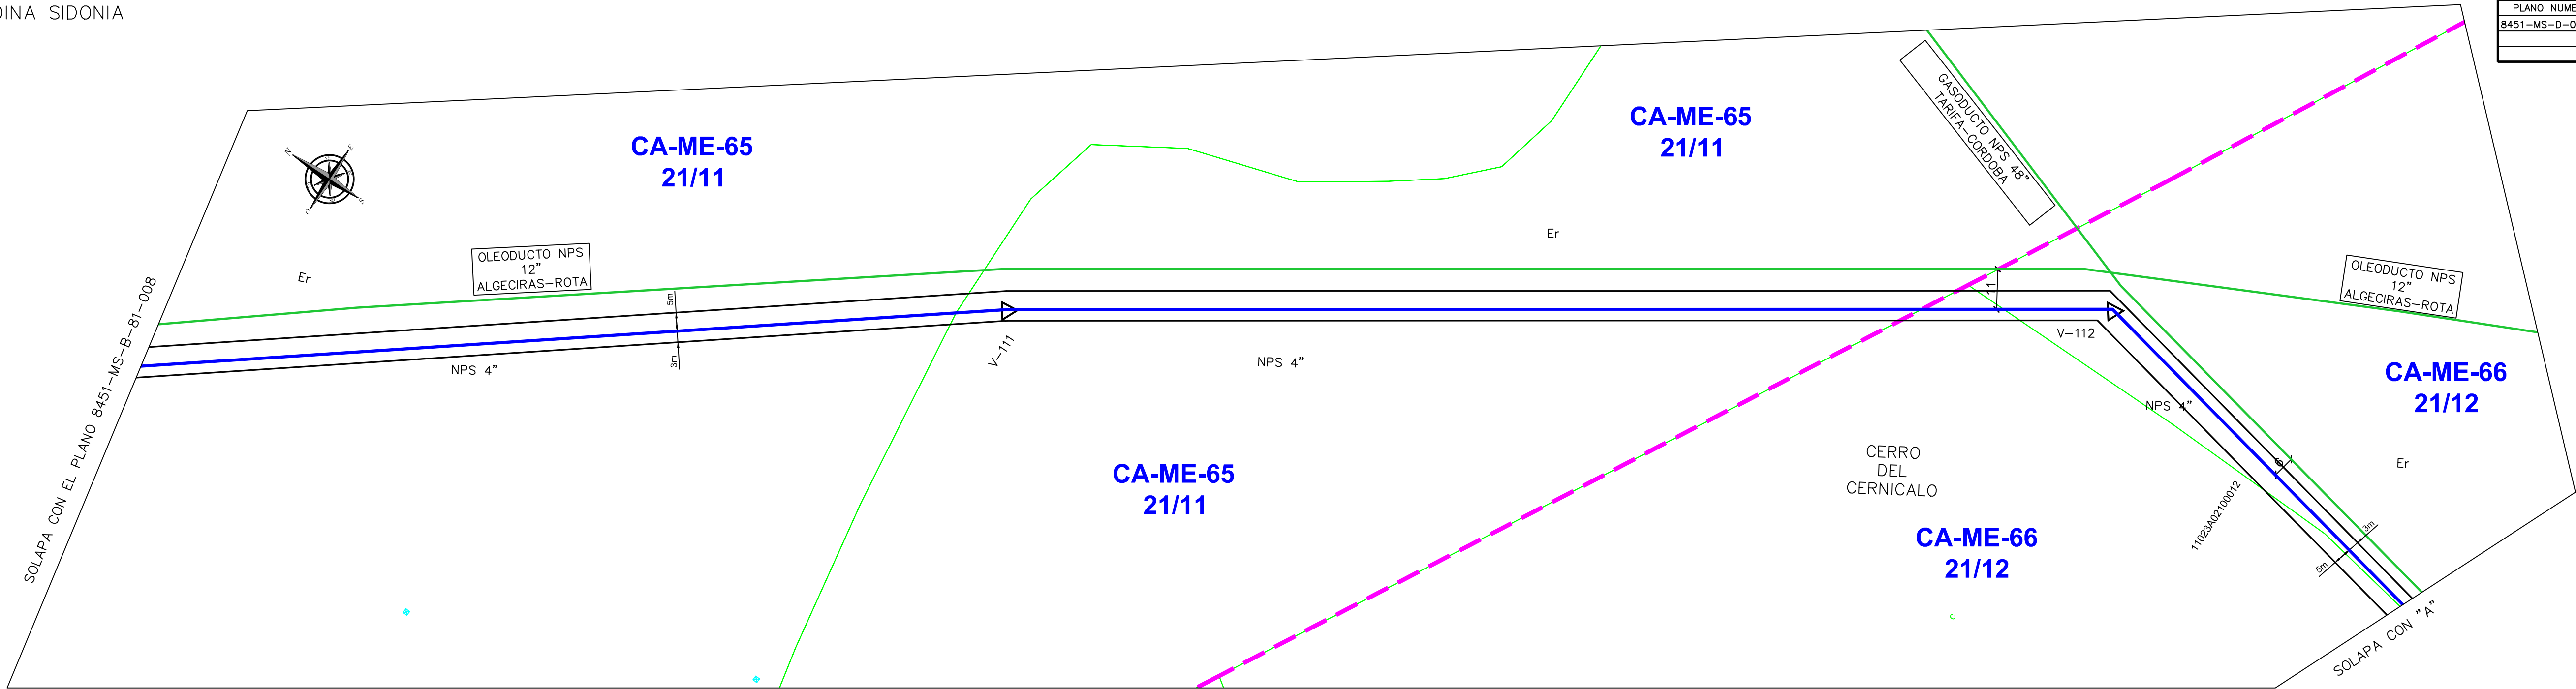 DINA SIDONIA
PLANO NUME
8451-MS-D-0
GASODUCTO NPS 48"
TARIFA-CORDOBA
CA-ME-65
21/11
CA-ME-65
21/11
N
E
S
O
Er
Er
OLEODUCTO NPS
12"
ALGECIRAS-ROTA
OLEODUCTO NPS
12"
ALGECIRAS-ROTA
5m
3m
11
SOLAPA CON EL PLANO 8451-MS-B-81-008
NPS 4"
V-111
NPS 4"
V-112
NPS 4"
CA-ME-66
21/12
CA-ME-65
21/11
CERRO
DEL
CERNICALO
Er
6
11023A02100012
CA-ME-66
21/12
3m
5m
SOLAPA CON "A"